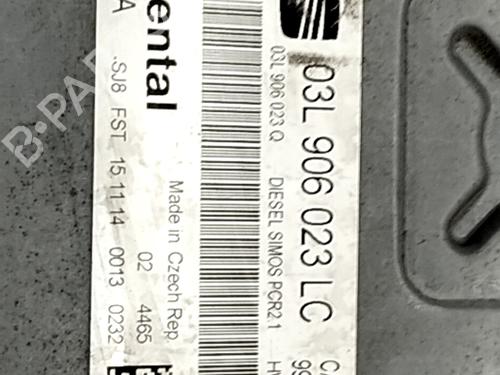 03L 906 023 LC
03L 906 023 Q DIESEL SIMOS PCR2.1
ental
Made in Czech Rep.
02 4465
A
SJ8 FST 15 11 14 0013 0232
B-PA